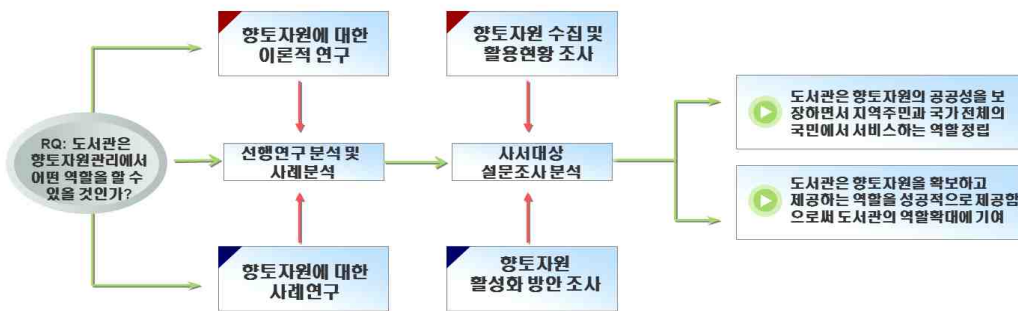 RQ: 도서관은
향토자원관리에서
어떤 역할을 할 수
있을 것인가?
향토자원에 대한
이론적 연구
선행연구 분석 및
사례분석
향토자원에 대한
사례연구
향토자원 수집 및
활용현황 조사
사서대상
설문조사 분석
향토자원
활성화 방안 조사
도서관은 향토자원의 공공성을 보
장하면서 지역주민과 국가 전체의
국민에서 서비스하는 역할 정립
도서관은 향토자원을 확보하고
제공하는 역할을 성공적으로 제공함
으로써 도서관의 역할확대에 기여